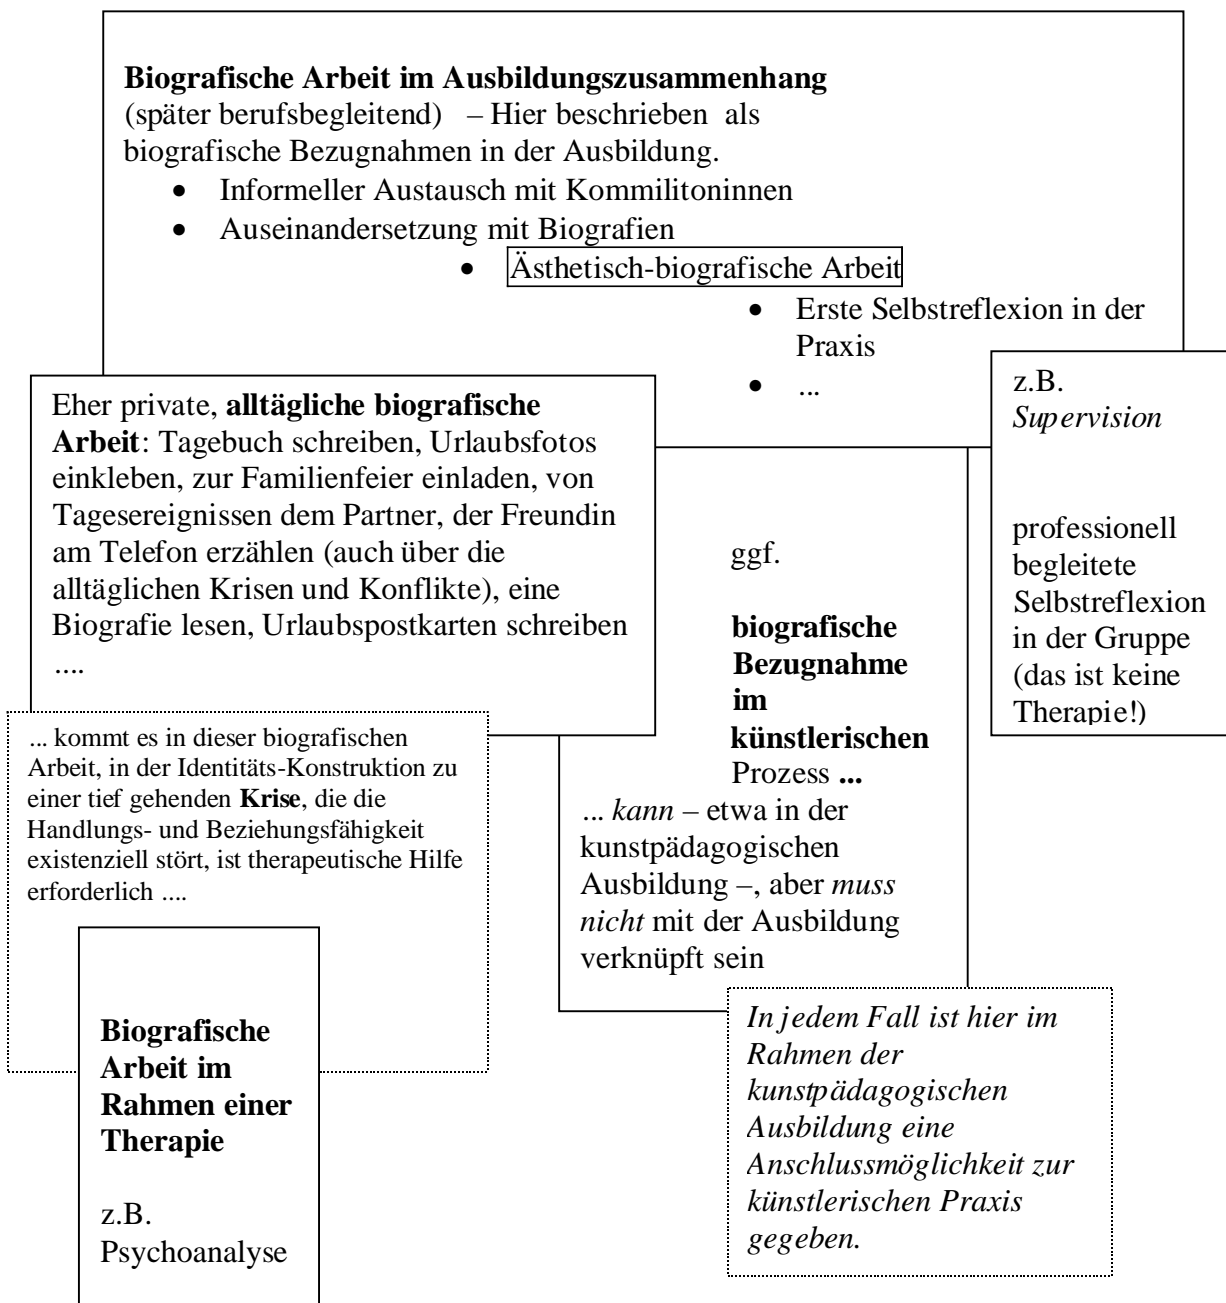 Biografische Arbeit im Ausbildungszusammenhang
(später berufsbegleitend) – Hier beschrieben als
biografische Bezugnahmen in der Ausbildung.
• Informeller Austausch mit Kommilitoninnen
• Auseinandersetzung mit Biografien
• Ästhetisch-biografische Arbeit
• Erste Selbstreflexion in der
Praxis
• ...
Eher private, alltägliche biografische
Arbeit: Tagebuch schreiben, Urlaubsfotos
einkleben, zur Familienfeier einladen, von
Tagesereignissen dem Partner, der Freundin
am Telefon erzählen (auch über die
alltäglichen Krisen und Konflikte), eine
Biografie lesen, Urlaubspostkarten schreiben
....
z.B.
Supervision
professionell
begleitete
Selbstreflexion
in der Gruppe
(das ist keine
Therapie!)
ggf.
biografische
Bezugnahme
im
künstlerischen
Prozess ...
... kann – etwa in der
kunstpädagogischen
Ausbildung –, aber muss
nicht mit der Ausbildung
verknüpft sein
... kommt es in dieser biografischen
Arbeit, in der Identitäts-Konstruktion zu
einer tief gehenden Krise, die die
Handlungs- und Beziehungsfähigkeit
existenziell stört, ist therapeutische Hilfe
erforderlich ....
Biografische
Arbeit im
Rahmen einer
Therapie
z.B.
Psychoanalyse
In jedem Fall ist hier im
Rahmen der
kunstpädagogischen
Ausbildung eine
Anschlussmöglichkeit zur
künstlerischen Praxis
gegeben.